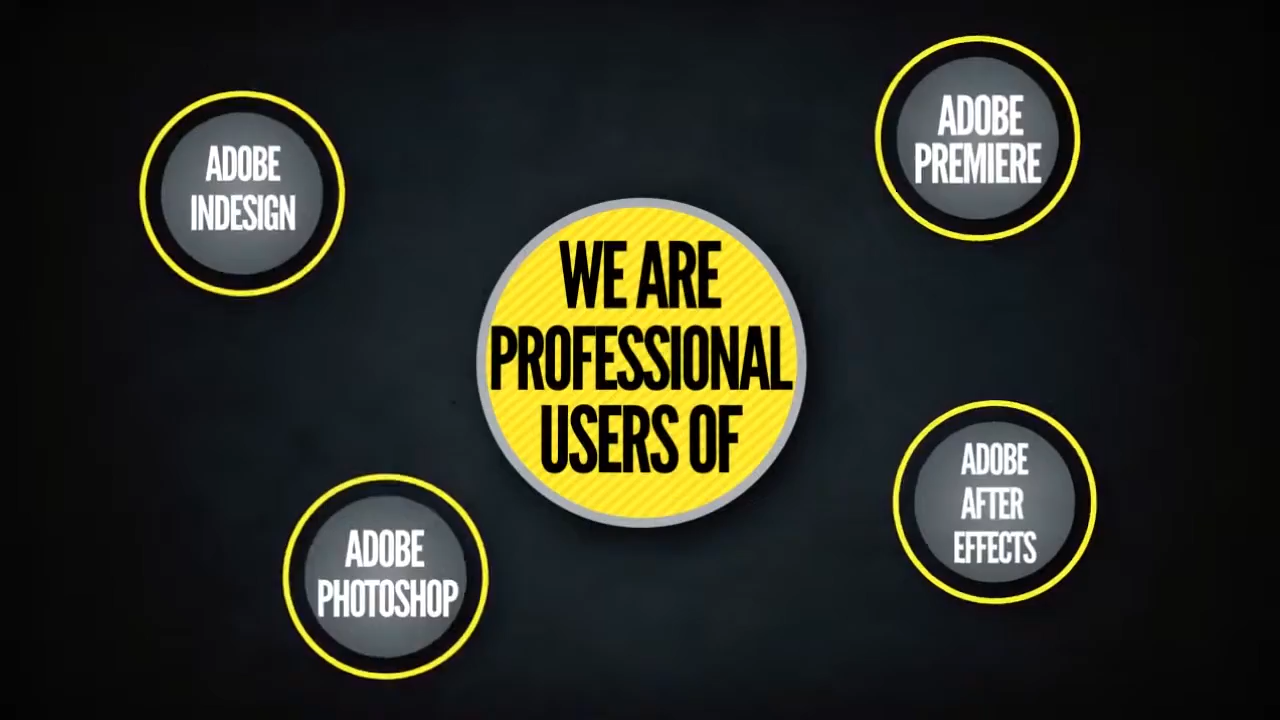 ADOBE
INDESIGN
ADOBE
PREMIERE
WE ARE
PROFESSIONAL
USERS OF
ADOBE
PHOTOSHOP
ADOBE
AFTER
EFFECTS